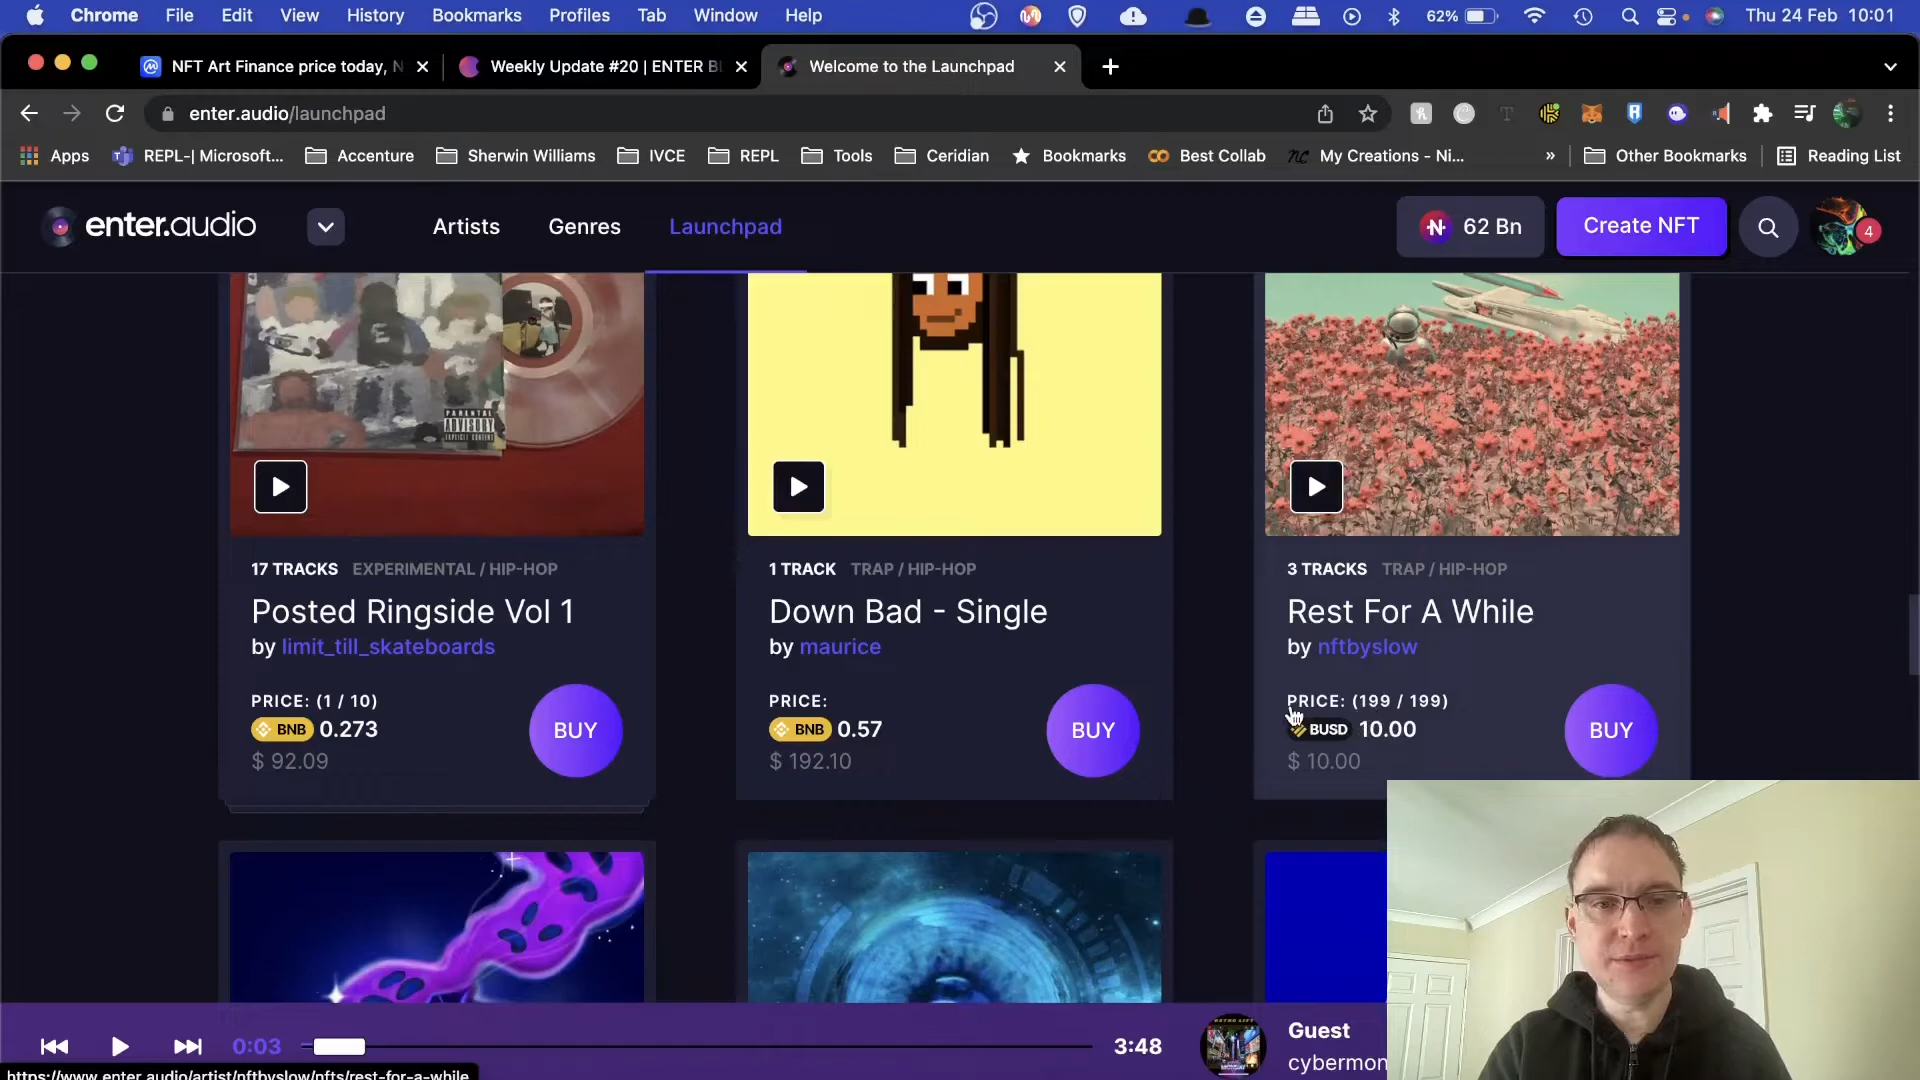 Chrome File Edit View History Bookmarks Profiles Tab Window Help 62% Thu 24 Feb 10:01
NFT Art Finance price today, N Weekly Update #20 | ENTER BL Welcome to the Launchpad
enter.audio/launchpad
Apps REPL-| Microsoft... Accenture Sherwin Williams IVCE REPL Tools Ceridian Bookmarks Best Collab My Creations - Ni... » Other Bookmarks Reading List
enter.audio Artists Genres Launchpad 62 Bn Create NFT 4
PARENTAL
ADVISORY
EXPLICIT CONTENT
17 TRACKS EXPERIMENTAL / HIP-HOP
Posted Ringside Vol 1
by limit_till_skateboards
PRICE: (1 / 10)
BNB 0.273
$ 92.09
BUY
1 TRACK TRAP / HIP-HOP
Down Bad - Single
by maurice
PRICE:
BNB 0.57
$ 192.10
BUY
3 TRACKS TRAP / HIP-HOP
Rest For A While
by nftbyslow
PRICE: (199 / 199)
BUSD 10.00
$ 10.00
BUY
0:03 3:48
Guest
cybermon
https://www.enter.audio/artist/nftbyslow/nfts/rest-for-a-while